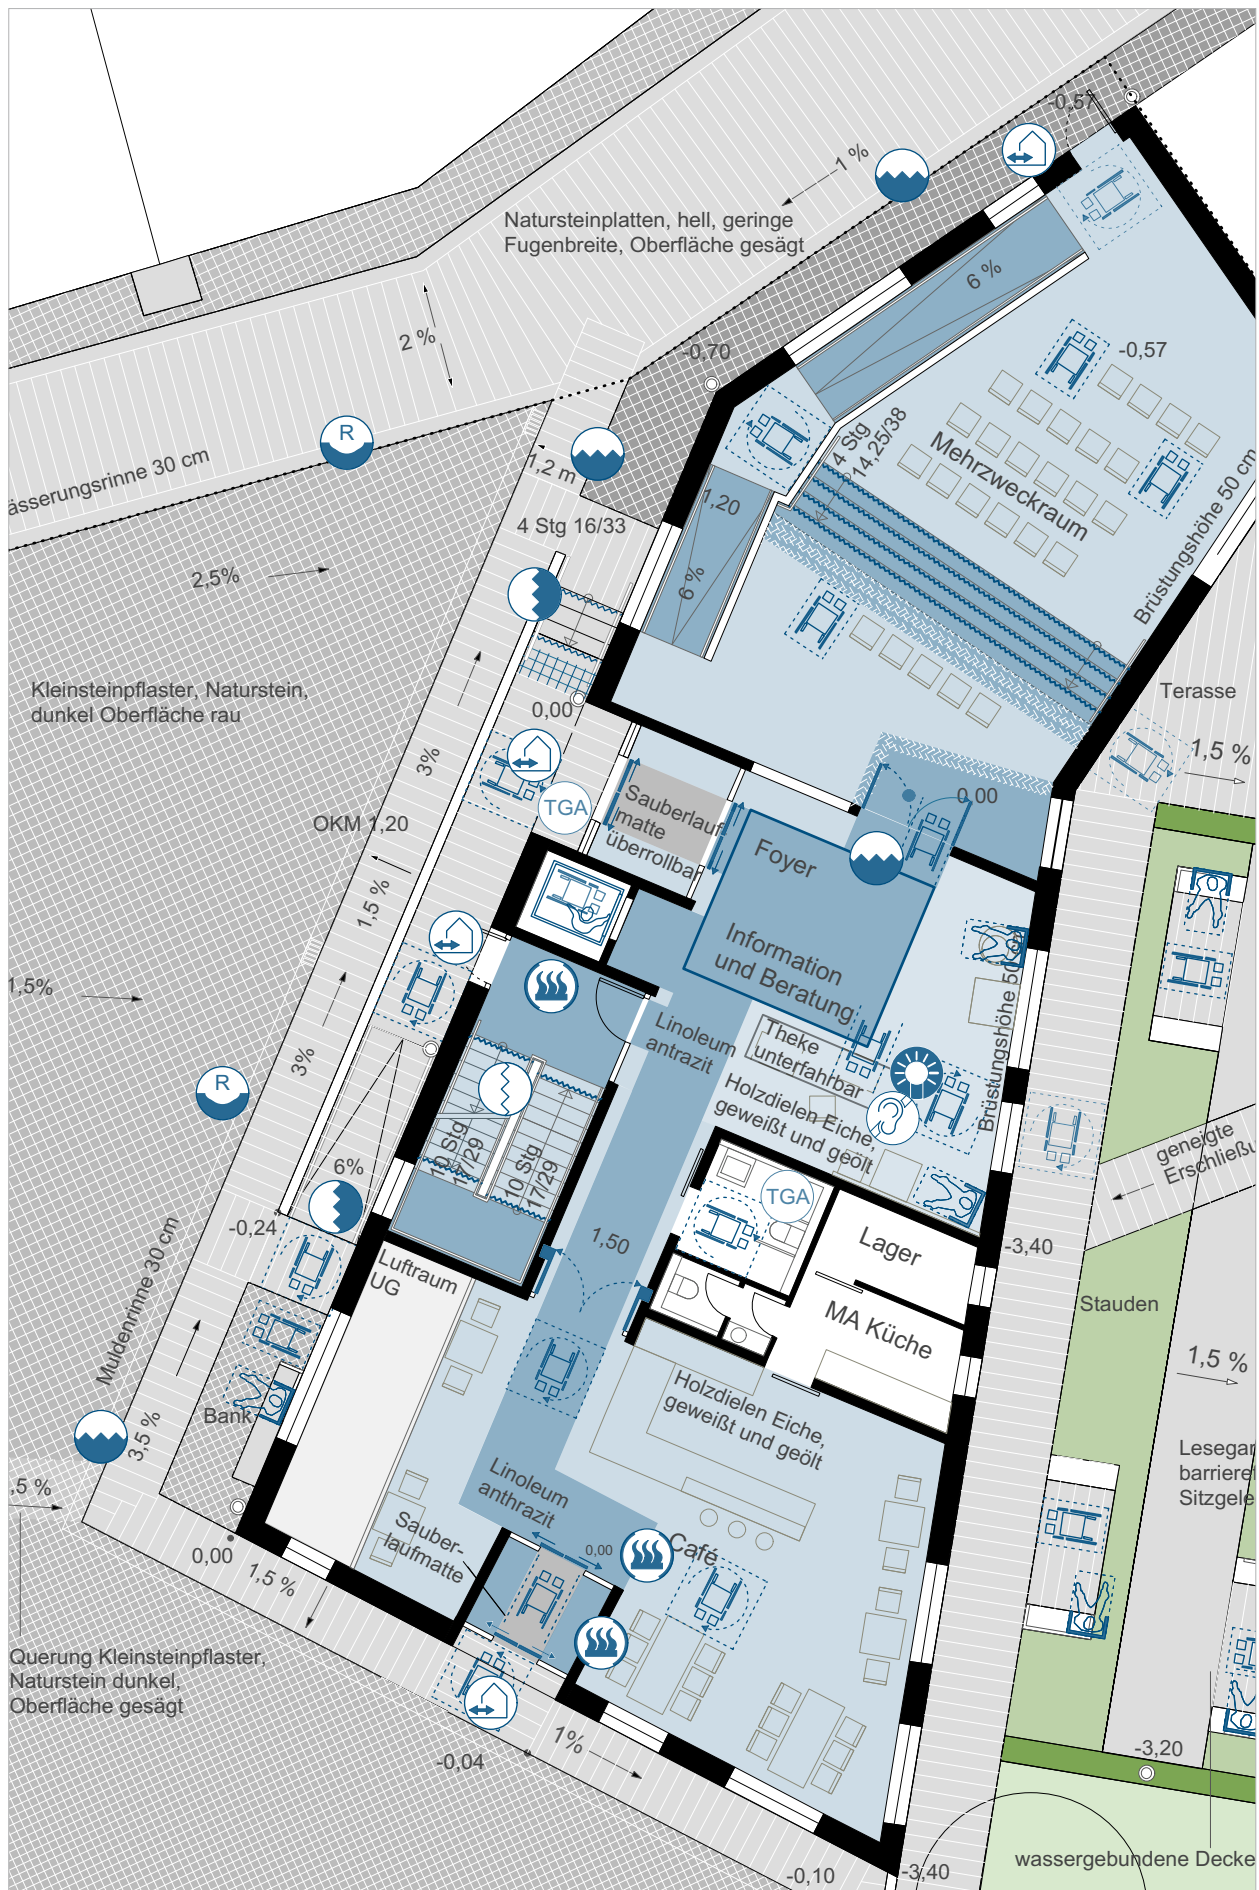 -0,57
1 %
Natursteinplatten, hell, geringe
Fugenbreite, Oberfläche gesägt
6 %
2 %
-0,70
-0,57
R
4 Stg
14,25/38
Mehrzweckraum
ässerungsrinne 30 cm
1,2 m
1,20
Brüstungshöhe 50 cm
4 Stg 16/33
2.5%
6 %
Kleinsteinpflaster, Naturstein,
dunkel Oberfläche rau
Terasse
0,00
1,5 %
3%
0,00
TGA
Sauberlauf
matte
überrollbar
OKM 1,20
Foyer
1,5 %
Information
und Beratung
Brüstungshöhe 50
1,5%
Linoleum
antrazit
Theke
unterfahrbar
3%
R
Holzdielen Eiche,
geweißt und geölt
10 Stg
17/29
10 Stg
17/29
geneigte
Erschließu
6%
TGA
-0,24
1,50
Lager
-3,40
Muldenrinne 30 cm
Luftraum
UG
Stauden
MA Küche
1,5 %
Holzdielen Eiche,
geweißt und geölt
Bank
3,5 %
Lesegar
barriere
Sitzgele
,5 %
Linoleum
anthrazit
Sauber-
laufmatte
Café
0,00
0,00
1,5 %
Querung Kleinsteinpflaster,
Naturstein dunkel,
Oberfläche gesägt
1%
-0,04
-3,20
wassergebundene Decke
-0,10
-3,40